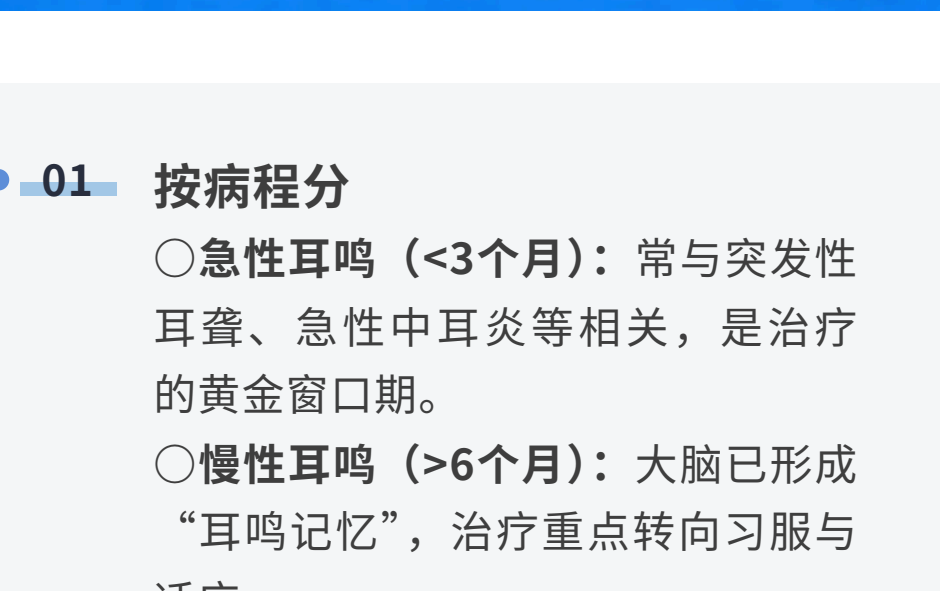 01 按病程分
○急性耳鸣（<3个月）：常与突发性
耳聋、急性中耳炎等相关，是治疗
的黄金窗口期。
○慢性耳鸣（>6个月）：大脑已形成
“耳鸣记忆”，治疗重点转向习服与